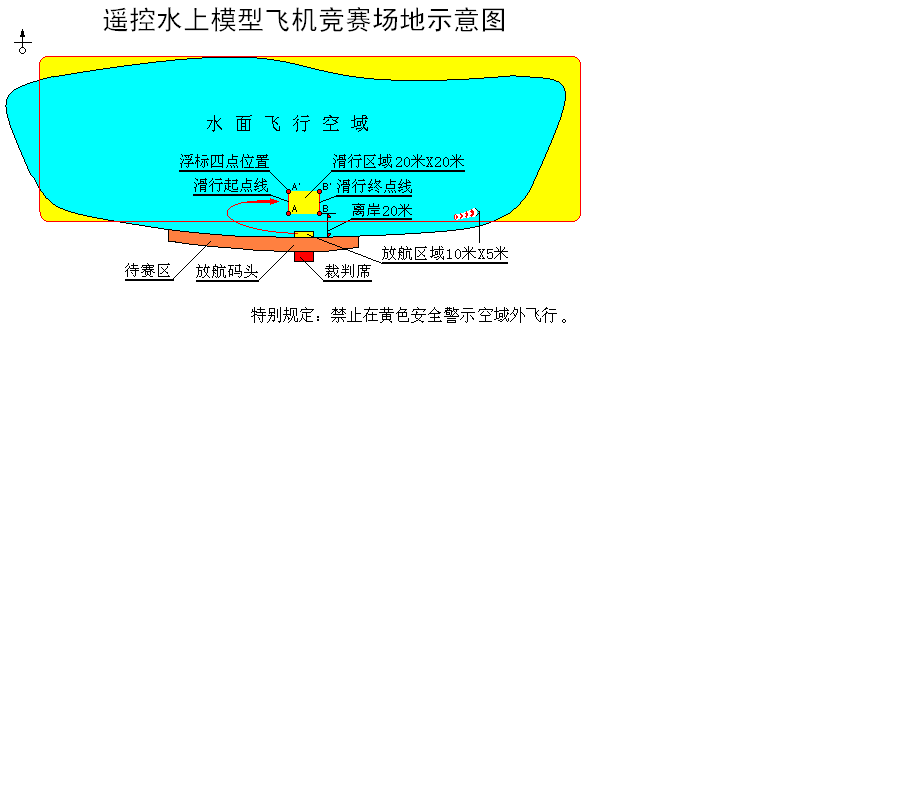 遥控水上模型飞机竞赛场地示意图
水面飞行空域
浮标四点位置
滑行区域20米X20米
滑行起点线
A'
B'
滑行终点线
A
B
离岸20米
放航区域10米X5米
待赛区
放航码头
裁判席
特别规定：禁止在黄色安全警示空域外飞行。